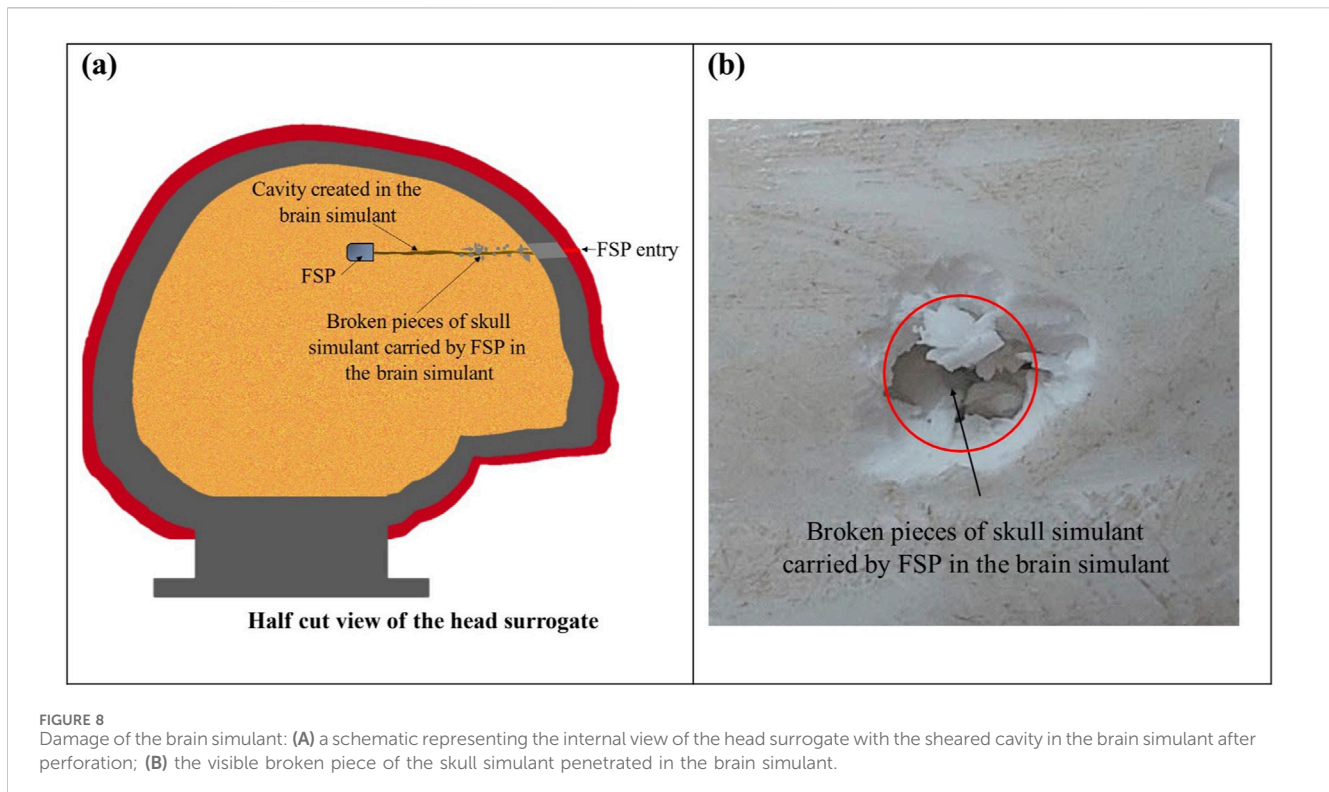 (a)
Cavity created in the
brain simulant
FSP
FSP entry
Broken pieces of skull
simulant carried by FSP in
the brain simulant
Half cut view of the head surrogate
(b)
Broken pieces of skull simulant
carried by FSP in the brain simulant
FIGURE 8
Damage of the brain simulant: (A) a schematic representing the internal view of the head surrogate with the sheared cavity in the brain simulant after
perforation; (B) the visible broken piece of the skull simulant penetrated in the brain simulant.